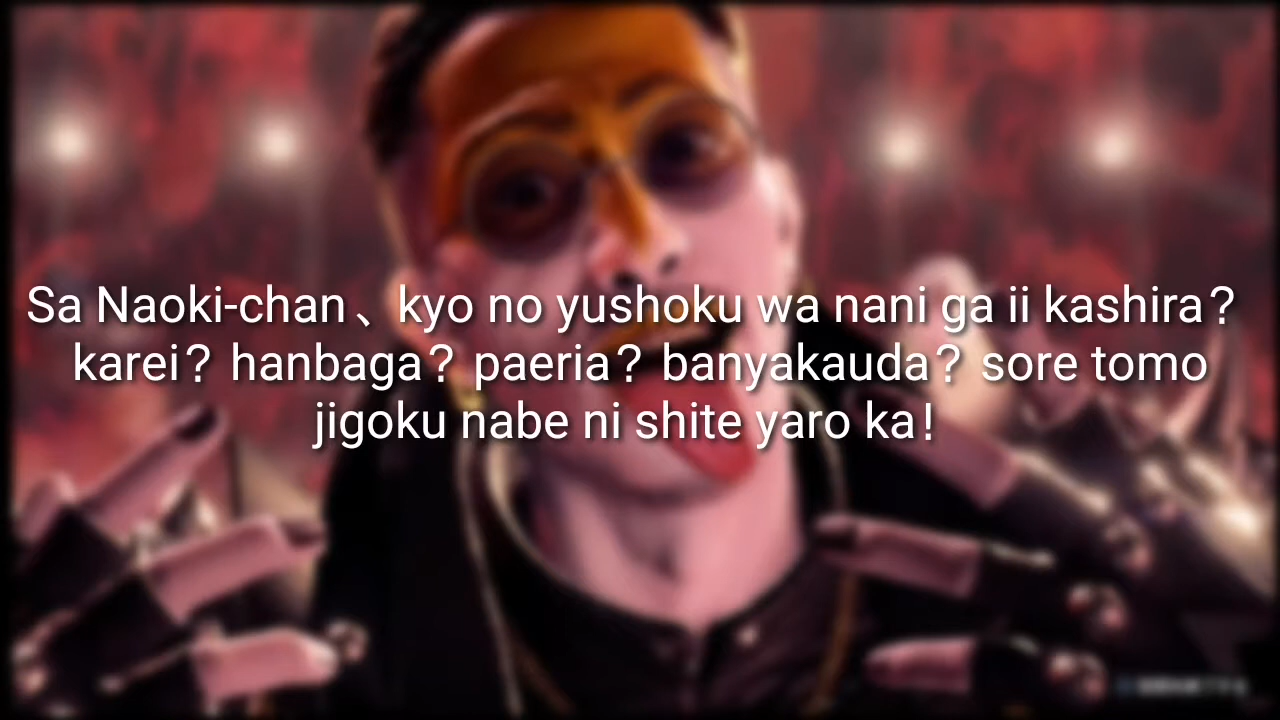 Sa Naoki-chan、kyo no yushoku wa nani ga ii kashira？
karei？hanbaga？paeria？banyakauda？sore tomo
jigoku nabe ni shite yaro ka！